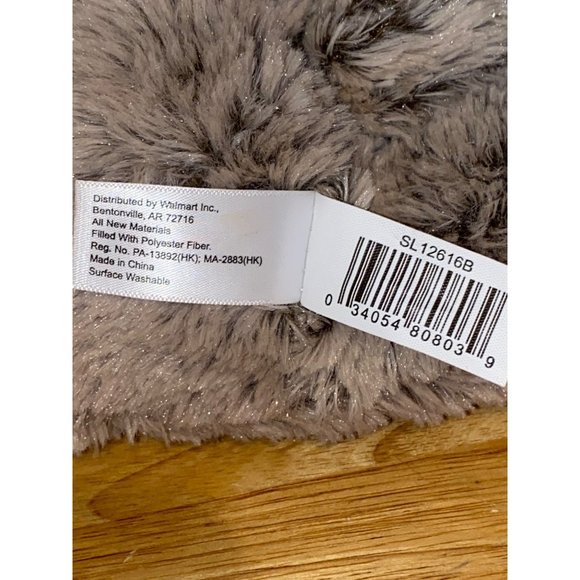 Distributed by Walmart Inc.,
Bentonville, AR 72716
All New Materials
Filled With Polyester Fiber.
Reg. No. PA-13892(HK); MA-2883(HK)
Made in China
Surface Washable
SL12616B
0 34054 80803 9